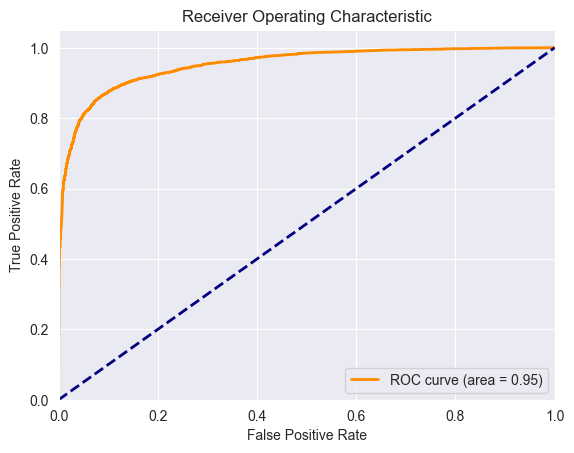 Receiver Operating Characteristic
1.0
0.8
0.6
0.4
0.2
0.0
True Positive Rate
ROC curve (area = 0.95)
0.0 0.2 0.4 0.6 0.8 1.0
False Positive Rate